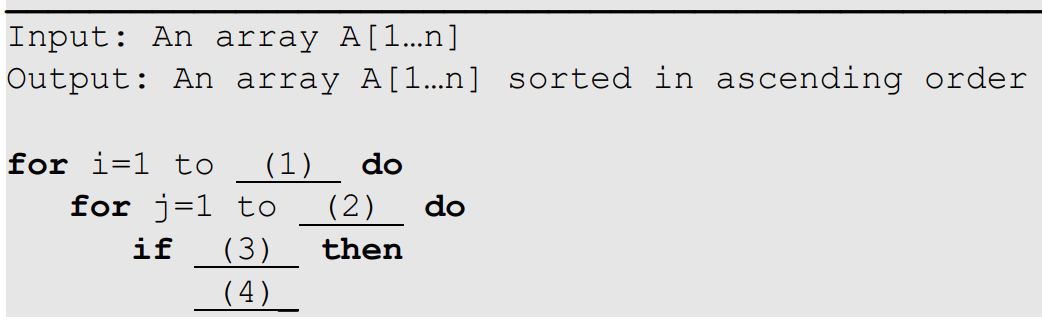 Input: An array A[1…n]
Output: An array A[1…n] sorted in ascending order
for i=1 to (1) do
for j=1 to (2) do
if (3) then
(4)